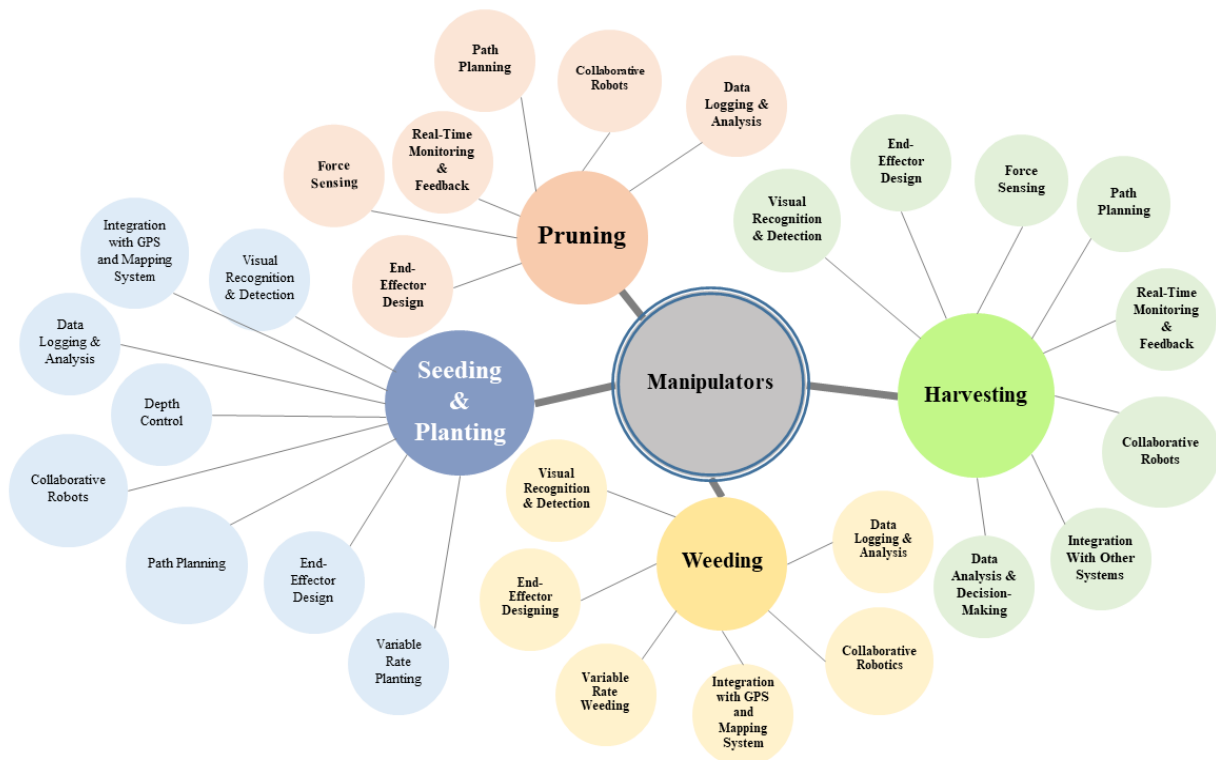 Path
Planning
Collaborative
Robots
Data
Logging &
Analysis
Real-Time
Monitoring
&
Feedback
Force
Sensing
End-
Effector
Design
Pruning
End-
Effector
Design
Force
Sensing
Path
Planning
Visual
Recognition
& Detection
Real-Time
Monitoring
&
Feedback
Harvesting
Collaborative
Robots
Integration
With Other
Systems
Data
Analysis &
Decision-
Making
Manipulators
Integration
with GPS
and Mapping
System
Visual
Recognition
& Detection
Data
Logging &
Analysis
Depth
Control
Collaborative
Robots
Path Planning
End-
Effector
Design
Variable
Rate
Planting
Seeding
&
Planting
Visual
Recognition
& Detection
End-
Effector
Designing
Variable
Rate
Weeding
Integration
with GPS
and
Mapping
System
Collaborative
Robotics
Data
Logging &
Analysis
Weeding